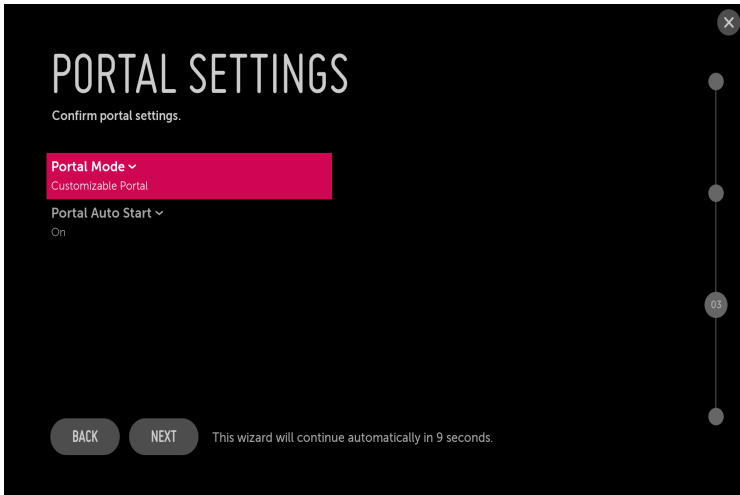 PORTAL SETTINGS
Confirm portal settings.
Portal Mode
Customizable Portal
Portal Auto Start
On
03
BACK NEXT This wizard will continue automatically in 9 seconds.